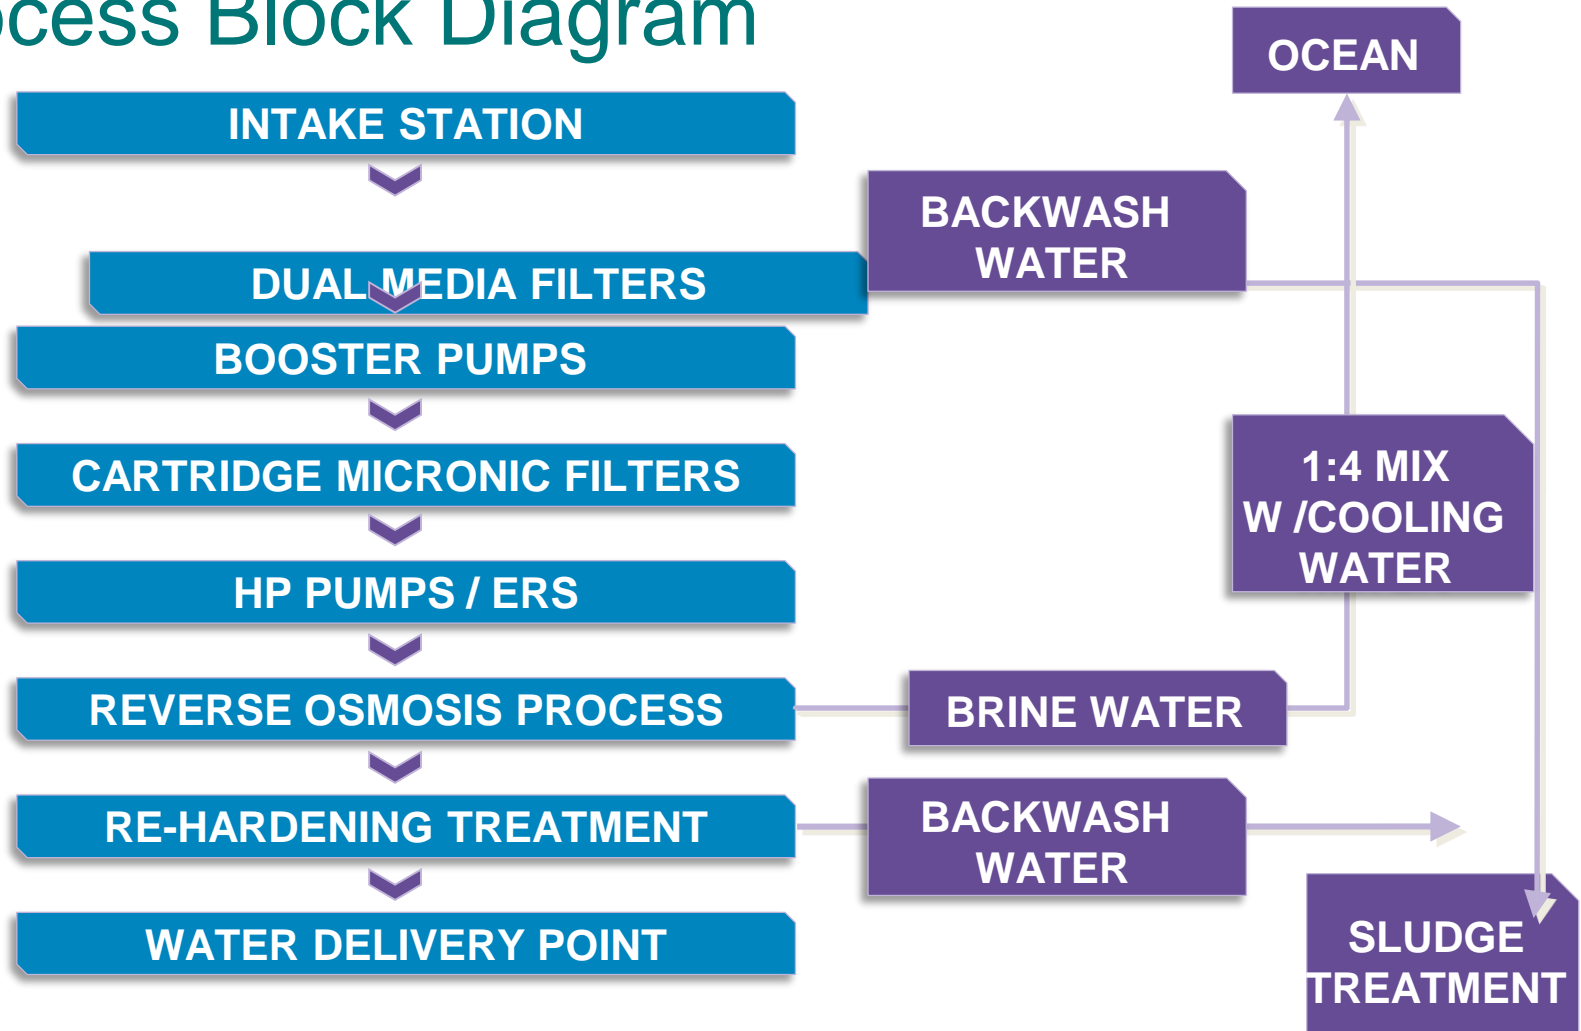 ocess Block Diagram
OCEAN
INTAKE STATION
BACKWASH
WATER
DUAL MEDIA FILTERS
BOOSTER PUMPS
1:4 MIX
W /COOLING
WATER
CARTRIDGE MICRONIC FILTERS
HP PUMPS / ERS
REVERSE OSMOSIS PROCESS
BRINE WATER
RE-HARDENING TREATMENT
BACKWASH
WATER
WATER DELIVERY POINT
SLUDGE
TREATMENT